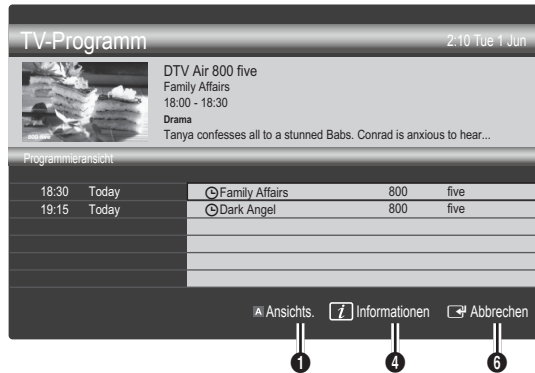 TV-Programm 2:10 Tue 1 Jun
DTV Air 800 five
Family Affairs
18:00 - 18:30
Drama
Tanya confesses all to a stunned Babs. Conrad is anxious to hear...
Programmieransicht
18:30 Today Family Affairs 800 five
19:15 Today Dark Angel 800 five
A Ansichts. i Informationen Abbrechen
1 4 6